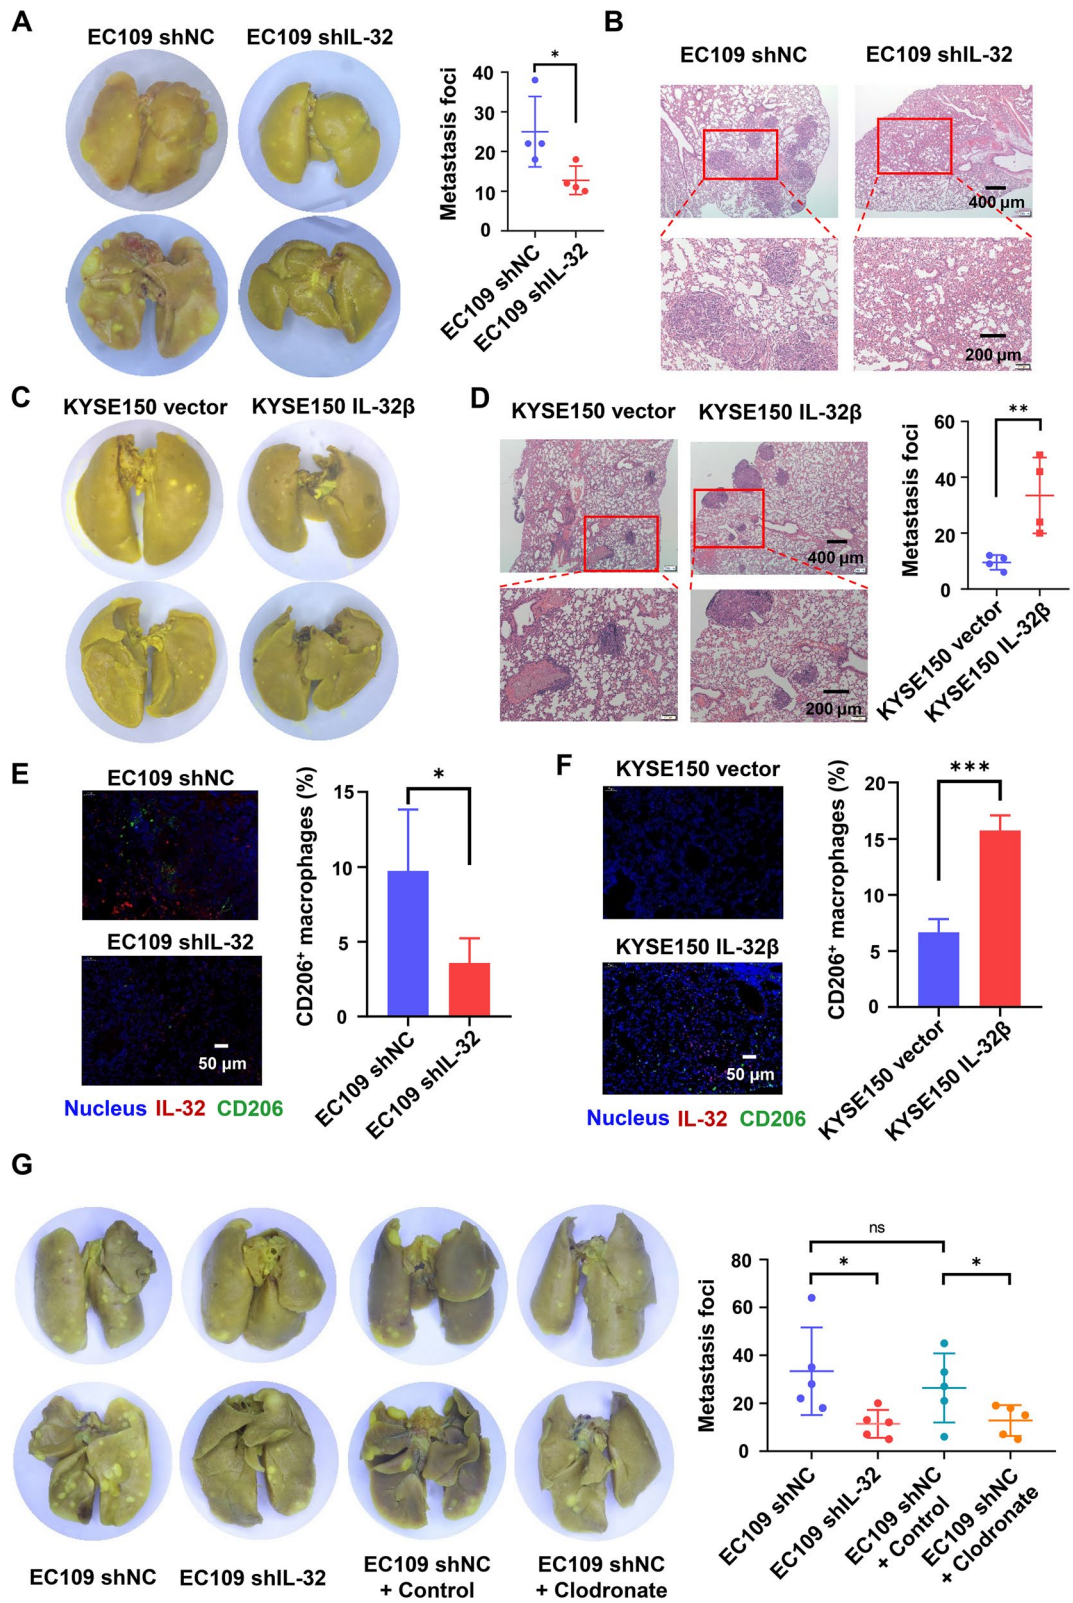 A
EC109 shNC
EC109 shIL-32
Metastasis foci
40
30
20
10
0
*
EC109 shNC
EC109 shIL-32
B
EC109 shNC
EC109 shIL-32
400 μm
200 μm
C
KYSE150 vector
KYSE150 IL-32β
D
KYSE150 vector
KYSE150 IL-32β
400 μm
200 μm
Metastasis foci
60
40
20
0
**
KYSE150 vector
KYSE150 IL-32β
E
EC109 shNC
EC109 shIL-32
50 μm
Nucleus IL-32 CD206
CD206⁺ macrophages (%)
15
10
5
0
*
EC109 shNC
EC109 shIL-32
F
KYSE150 vector
KYSE150 IL-32β
50 μm
Nucleus IL-32 CD206
CD206⁺ macrophages (%)
20
15
10
5
0
***
KYSE150 vector
KYSE150 IL-32β
G
EC109 shNC
EC109 shIL-32
EC109 shNC
+ Control
EC109 shNC
+ Clodronate
Metastasis foci
80
60
40
20
0
ns
*
*
EC109 shNC
EC109 shIL-32
EC109 shNC
+ Control
EC109 shNC
+ Clodronate